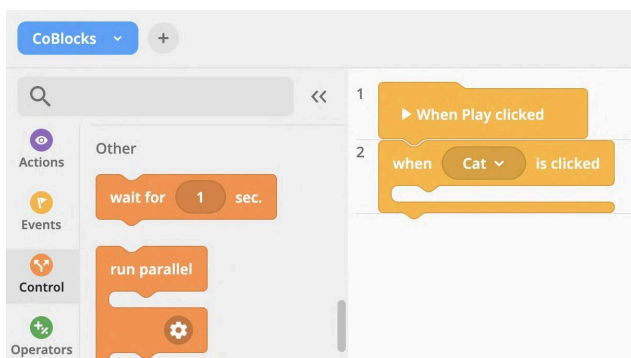 CoBlocks
Actions
Events
Control
Operators
Other
wait for 1 sec.
run parallel
1
When Play clicked
2
when Cat is clicked